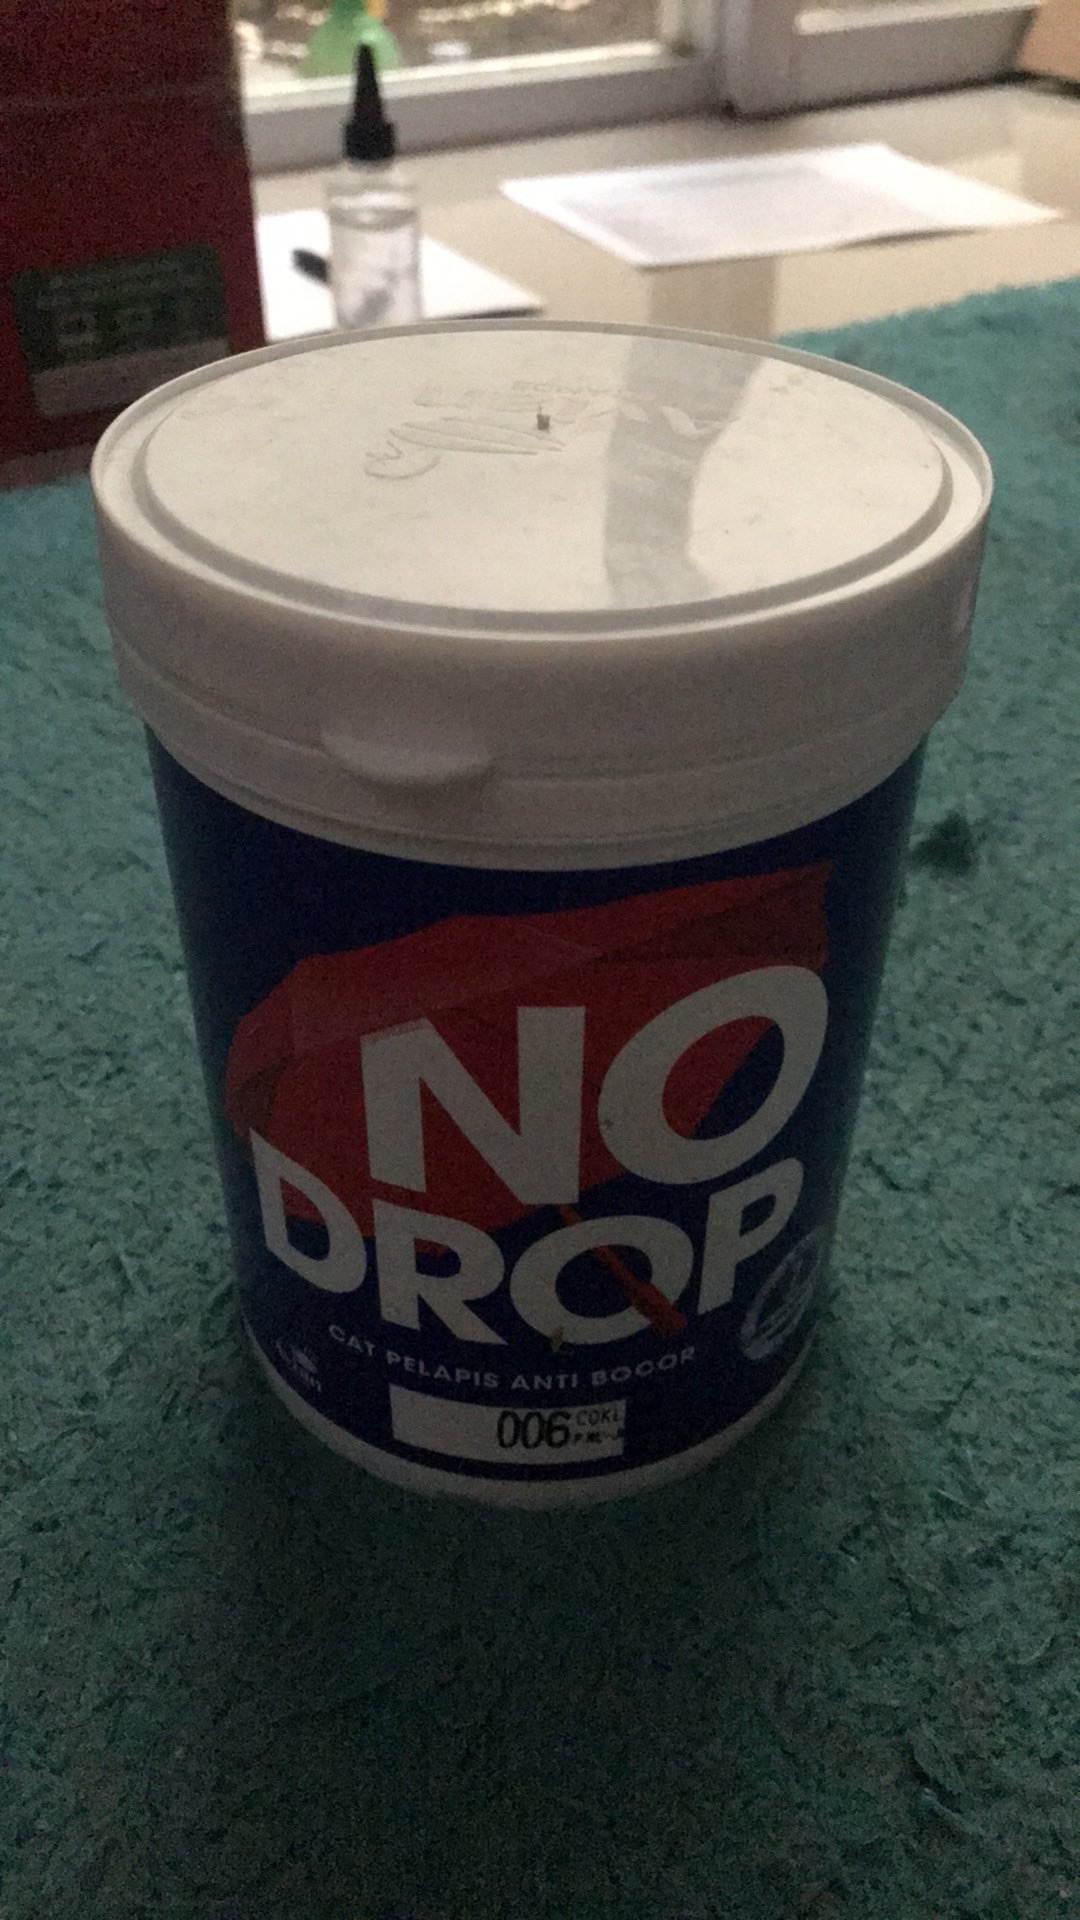 NO
DROP
CAT PELAPIS ANTI BOCOR
006